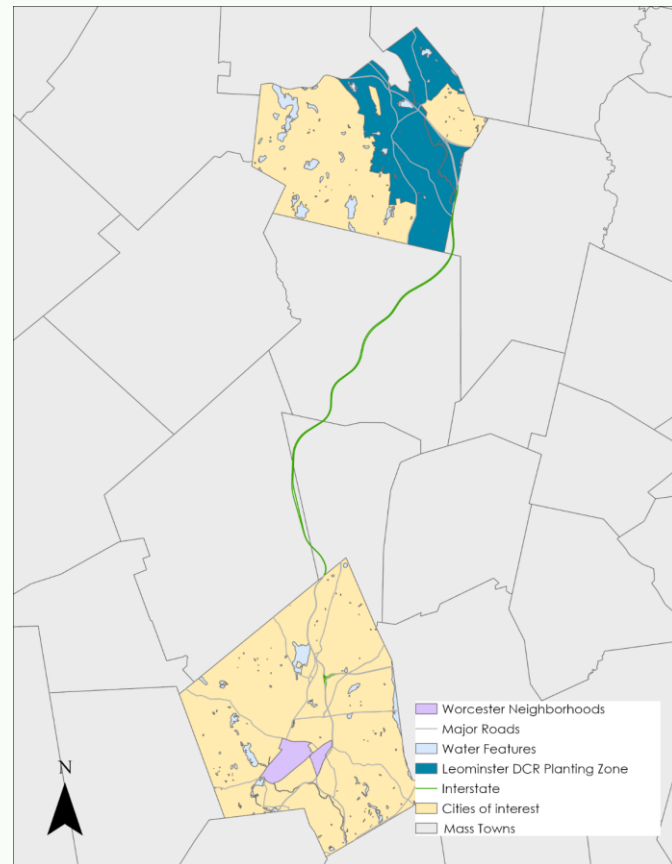 Worcester Neighborhoods
Major Roads
Water Features
Leominster DCR Planting Zone
Interstate
Cities of interest
Mass Towns
N